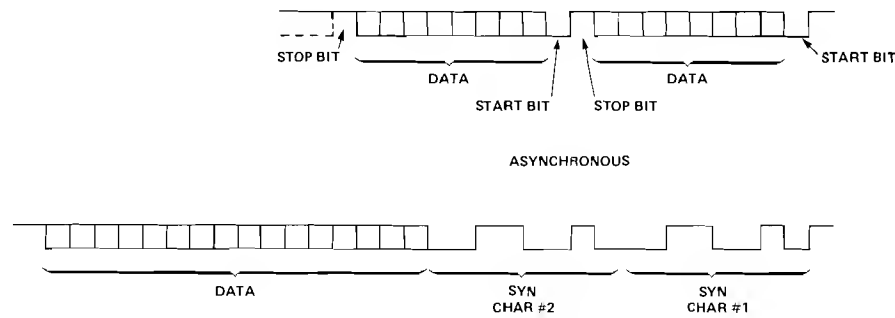 STOP BIT
DATA
START BIT
STOP BIT
DATA
START BIT
ASYNCHRONOUS
DATA
SYN
CHAR #2
SYN
CHAR #1